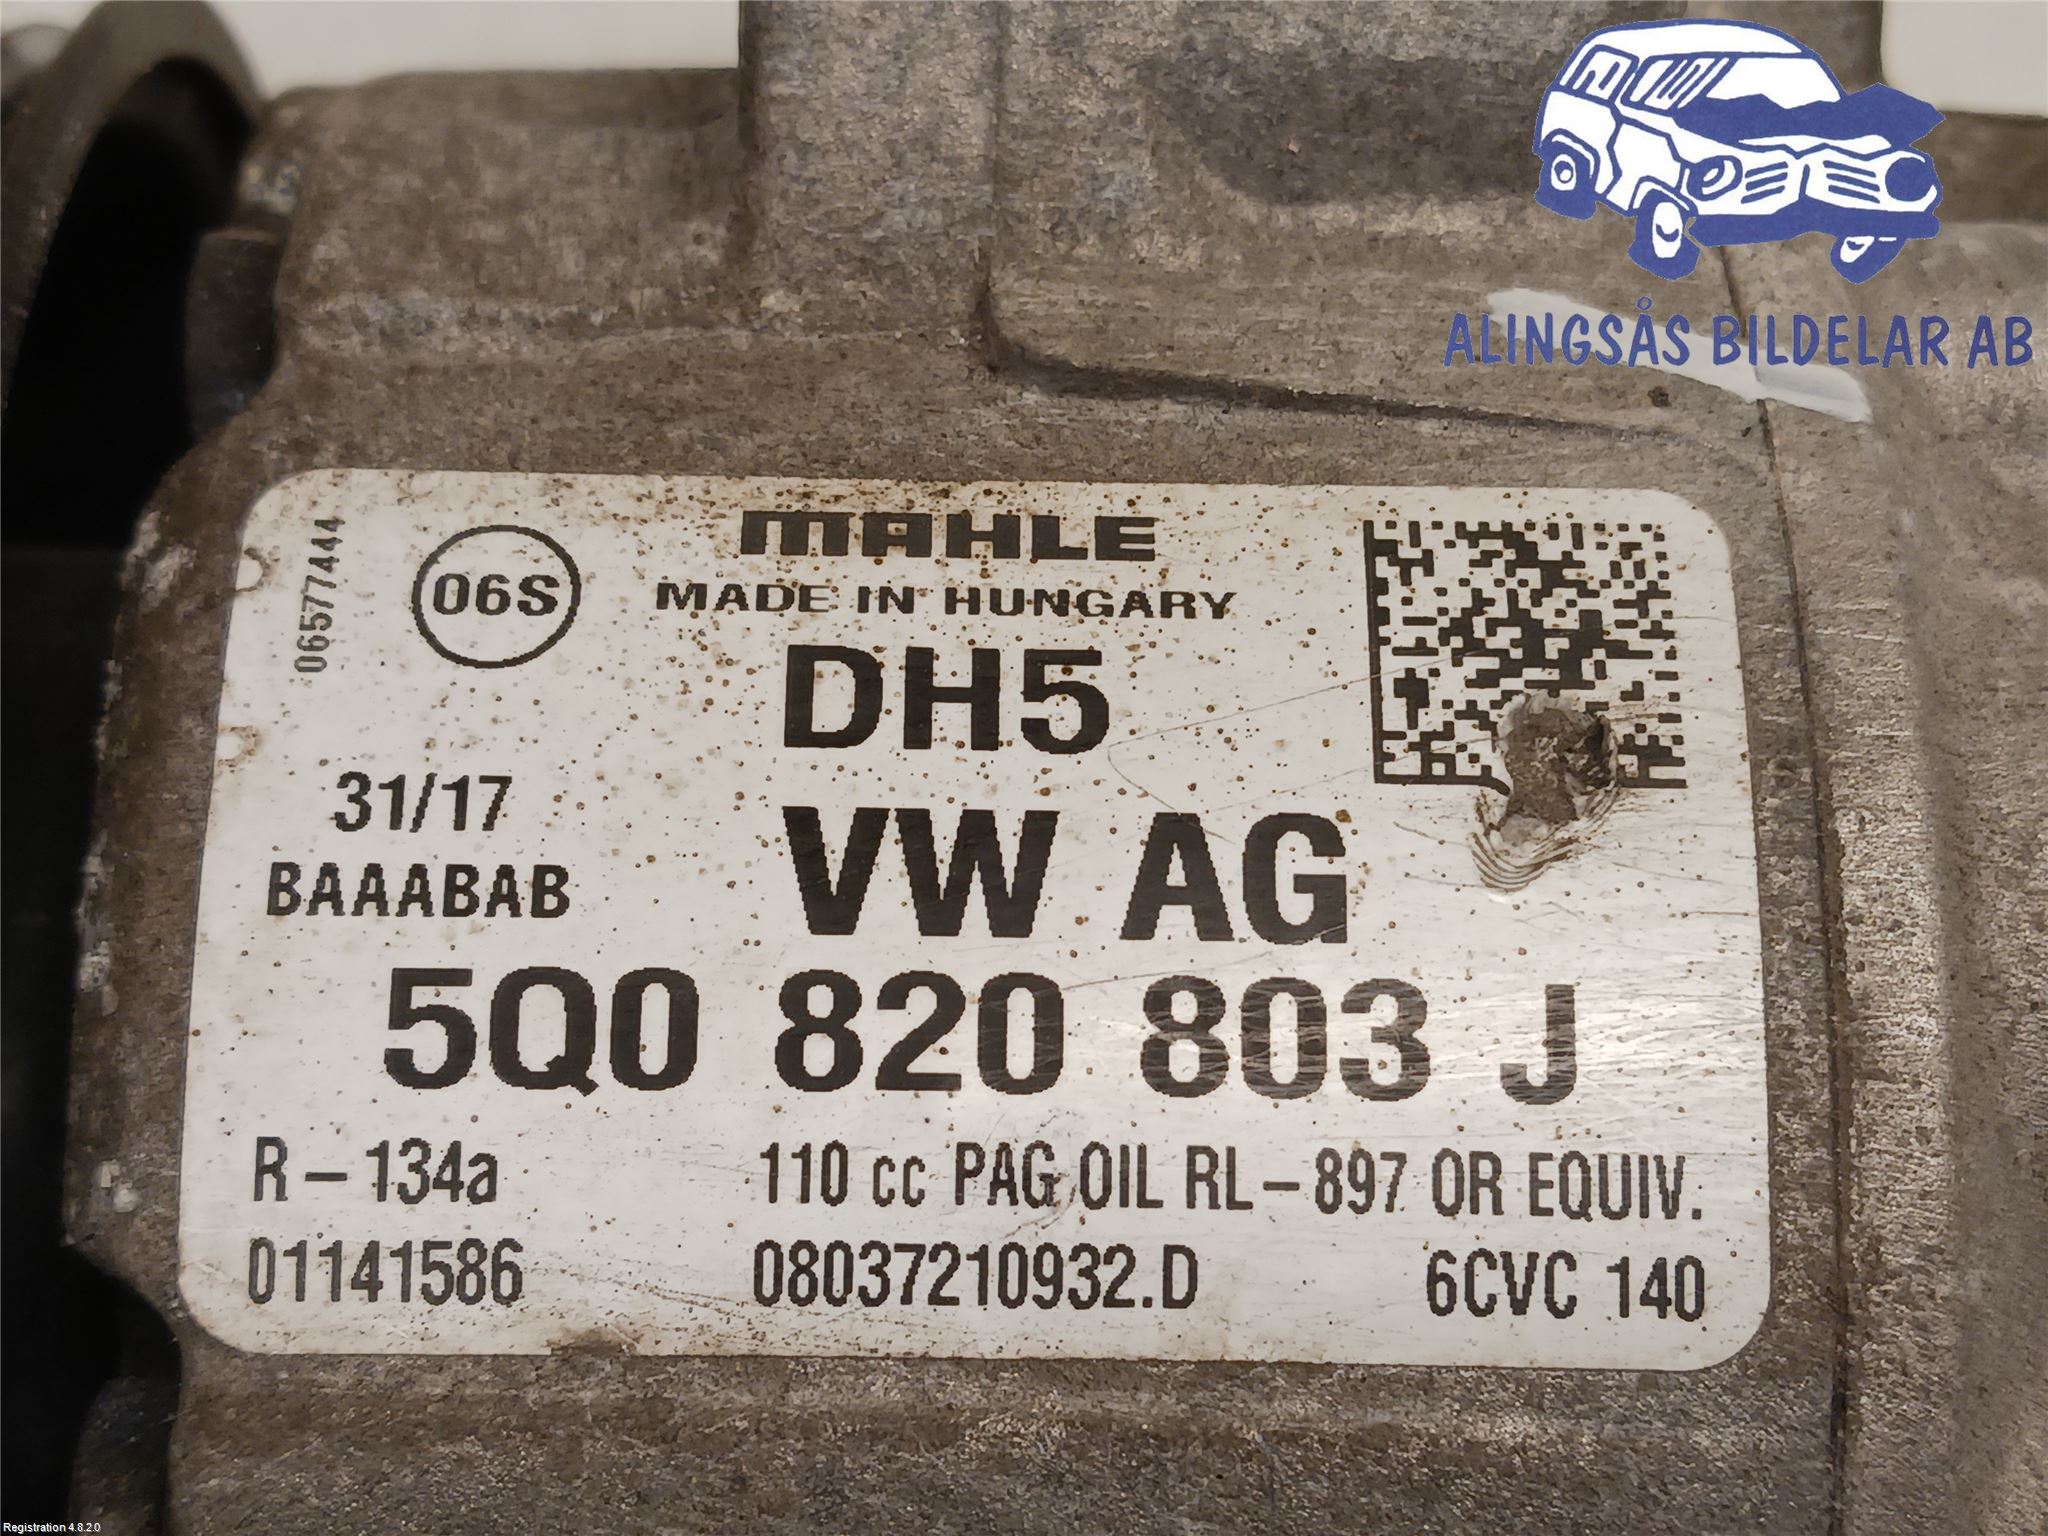 ALINGSÅS BILDELAR AB
06577444
06S
MAHLE
MADE IN HUNGARY
DH5
31/17
VW AG
BAAABAB
5Q0 820 803 J
R-134a 110 cc PAG OIL RL-897 OR EQUIV.
01141586 08037210932.D 6CVC 140
Registration 4.8.2.0